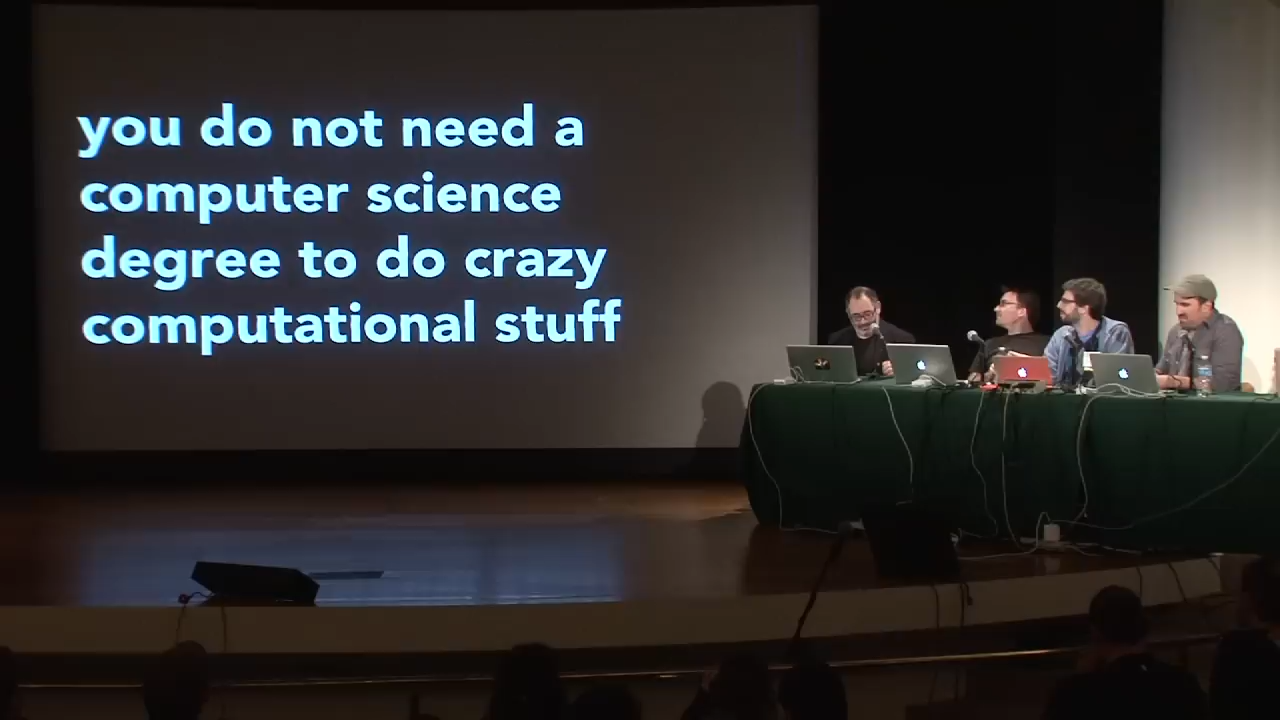 you do not need a
computer science
degree to do crazy
computational stuff